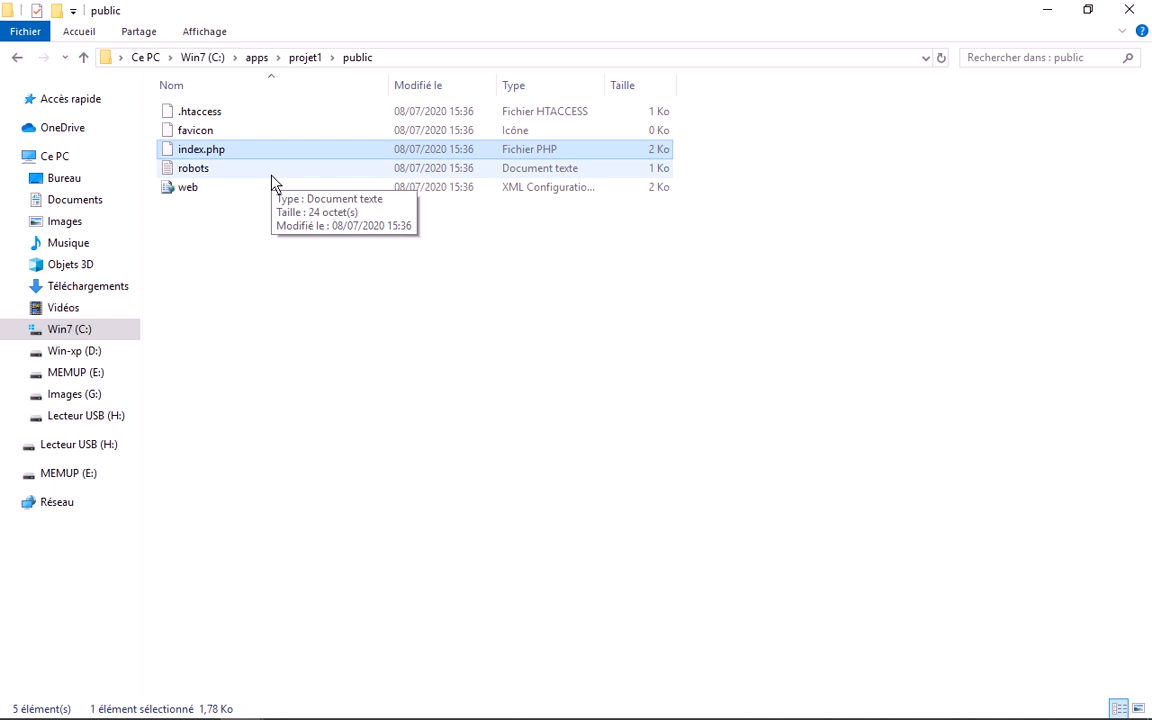 public
Fichier Accueil Partage Affichage
Ce PC › Win7 (C:) › apps › projet1 › public
Rechercher dans : public
Nom Modifié le Type Taille
.htaccess 08/07/2020 15:36 Fichier HTACCESS 1 Ko
favicon 08/07/2020 15:36 Icône 0 Ko
index.php 08/07/2020 15:36 Fichier PHP 2 Ko
robots 08/07/2020 15:36 Document texte 1 Ko
web 08/07/2020 15:36 XML Configuratio... 2 Ko
Type : Document texte
Taille : 24 octet(s)
Modifié le : 08/07/2020 15:36
Accès rapide
OneDrive
Ce PC
Bureau
Documents
Images
Musique
Objets 3D
Téléchargements
Vidéos
Win7 (C:)
Win-xp (D:)
MEMUP (E:)
Images (G:)
Lecteur USB (H:)
Lecteur USB (H:)
MEMUP (E:)
Réseau
5 élément(s) 1 élément sélectionné 1,78 Ko